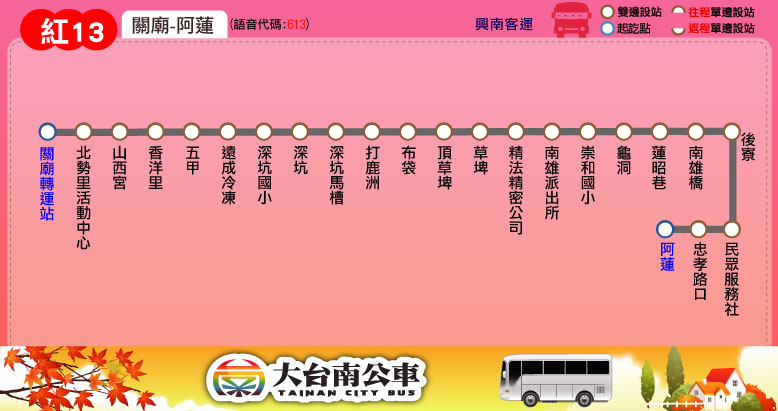 紅13
關廟-阿蓮
(語音代碼:613)
興南客運
雙邊設站
往程單邊設站
起訖點
返程單邊設站
關廟轉運站
北勢里活動中心
山西宮
香洋里
五甲
遠成冷凍
深坑國小
深坑
深坑馬槽
打鹿洲
布袋
頂草埤
草埤
精法精密公司
南雄派出所
崇和國小
龜洞
蓮昭巷
南雄橋
後寮
民眾服務社
忠孝路口
阿蓮
大台南公車
TAINAN CITY BUS